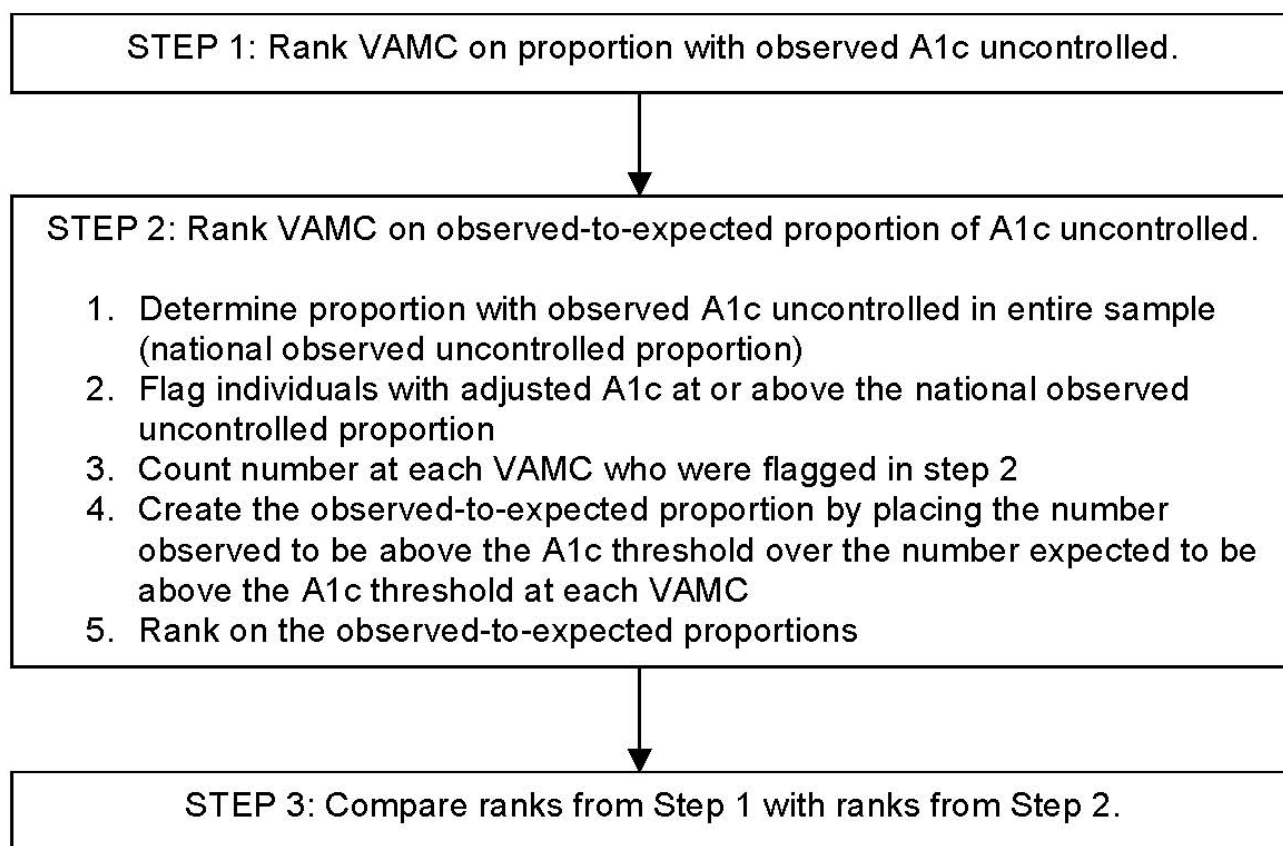 STEP 1: Rank VAMC on proportion with observed A1c uncontrolled.
STEP 2: Rank VAMC on observed-to-expected proportion of A1c uncontrolled.
1. Determine proportion with observed A1c uncontrolled in entire sample
(national observed uncontrolled proportion)
2. Flag individuals with adjusted A1c at or above the national observed
uncontrolled proportion
3. Count number at each VAMC who were flagged in step 2
4. Create the observed-to-expected proportion by placing the number
observed to be above the A1c threshold over the number expected to be
above the A1c threshold at each VAMC
5. Rank on the observed-to-expected proportions
STEP 3: Compare ranks from Step 1 with ranks from Step 2.